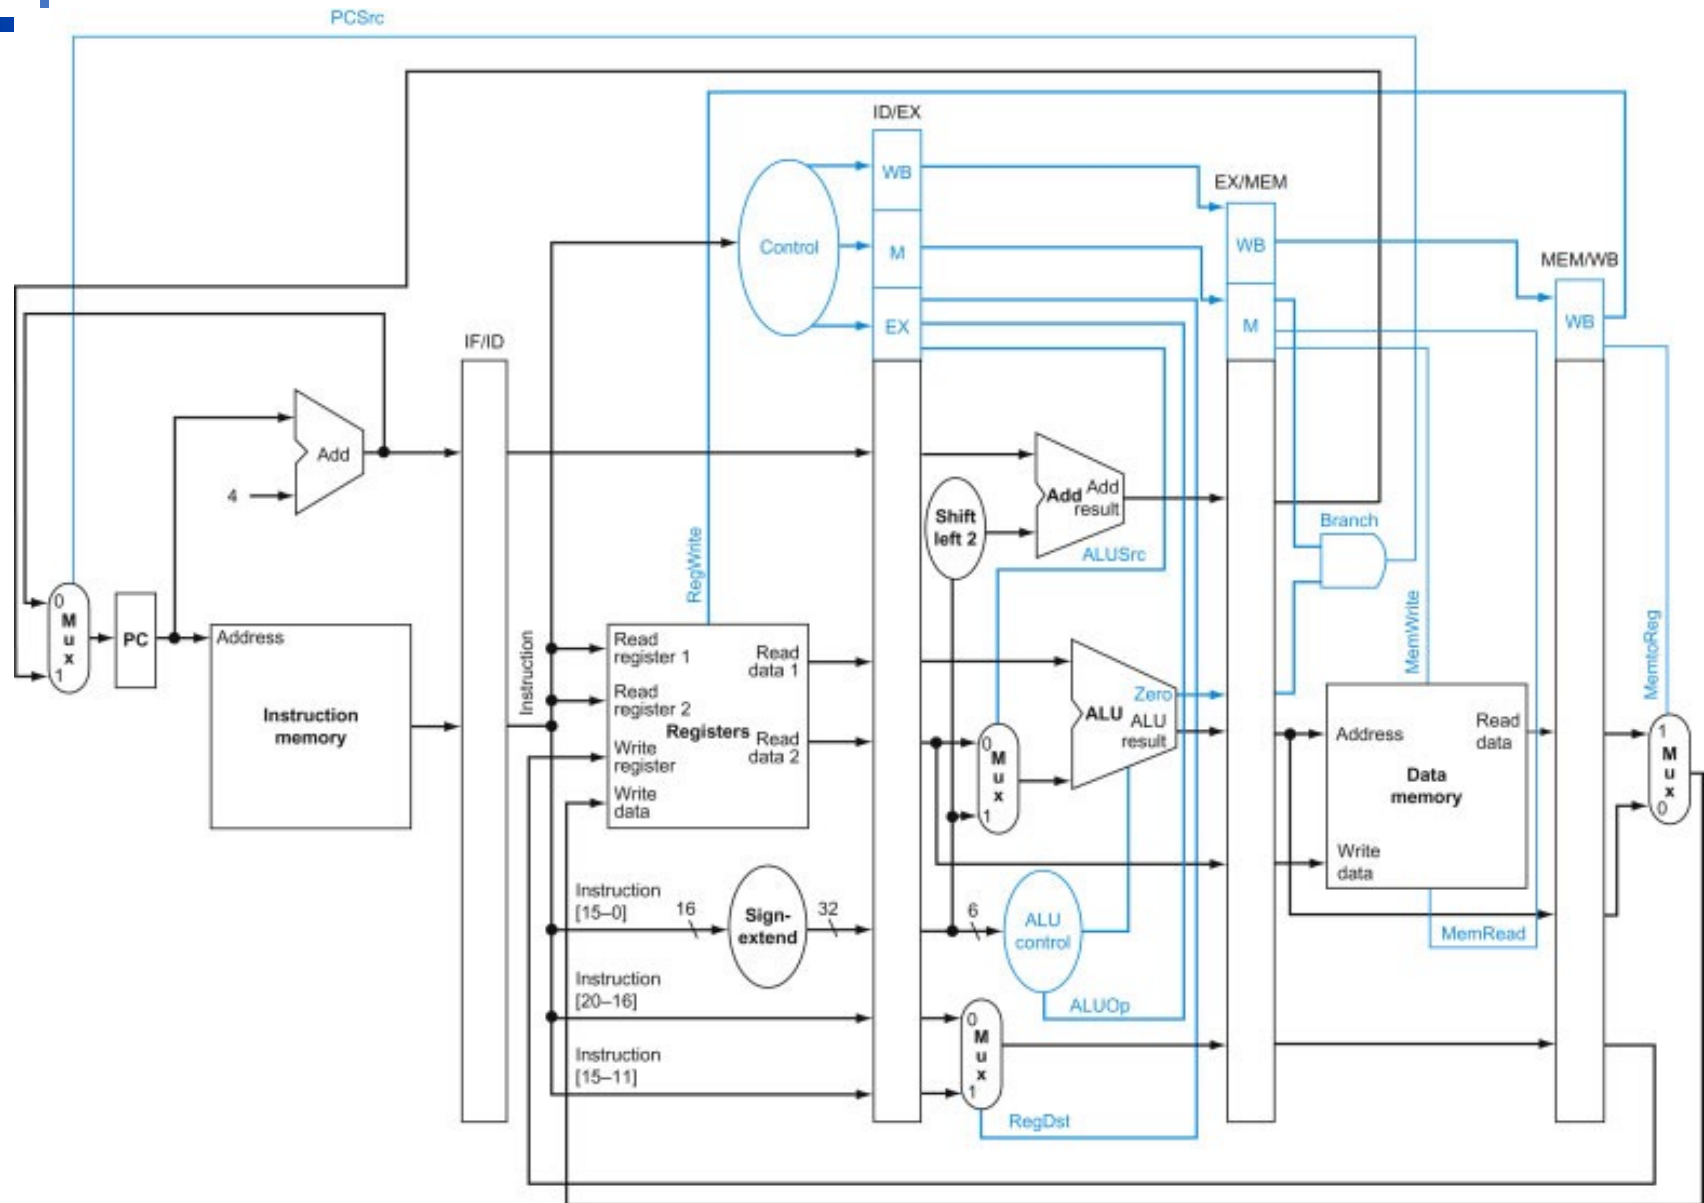 PCSrc
ID/EX
WB
EX/MEM
Control
M
WB
MEM/WB
EX
M
WB
IF/ID
Add
4
Add
Add
result
Shift
left 2
Branch
ALUSrc
RegWrite
MemWrite
MemtoReg
0
M
u
x
1
PC
Address
Instruction
memory
Instruction
Read
register 1
Read
data 1
Read
register 2
Registers
Write
register
Read
data 2
Write
data
0
M
u
x
1
Zero
ALU
ALU
result
Address
Read
data
Data
memory
Write
data
1
M
u
x
0
MemRead
Instruction
[15–0]
16
Sign-
extend
32
6
ALU
control
Instruction
[20–16]
ALUOp
0
M
u
x
1
Instruction
[15–11]
RegDst